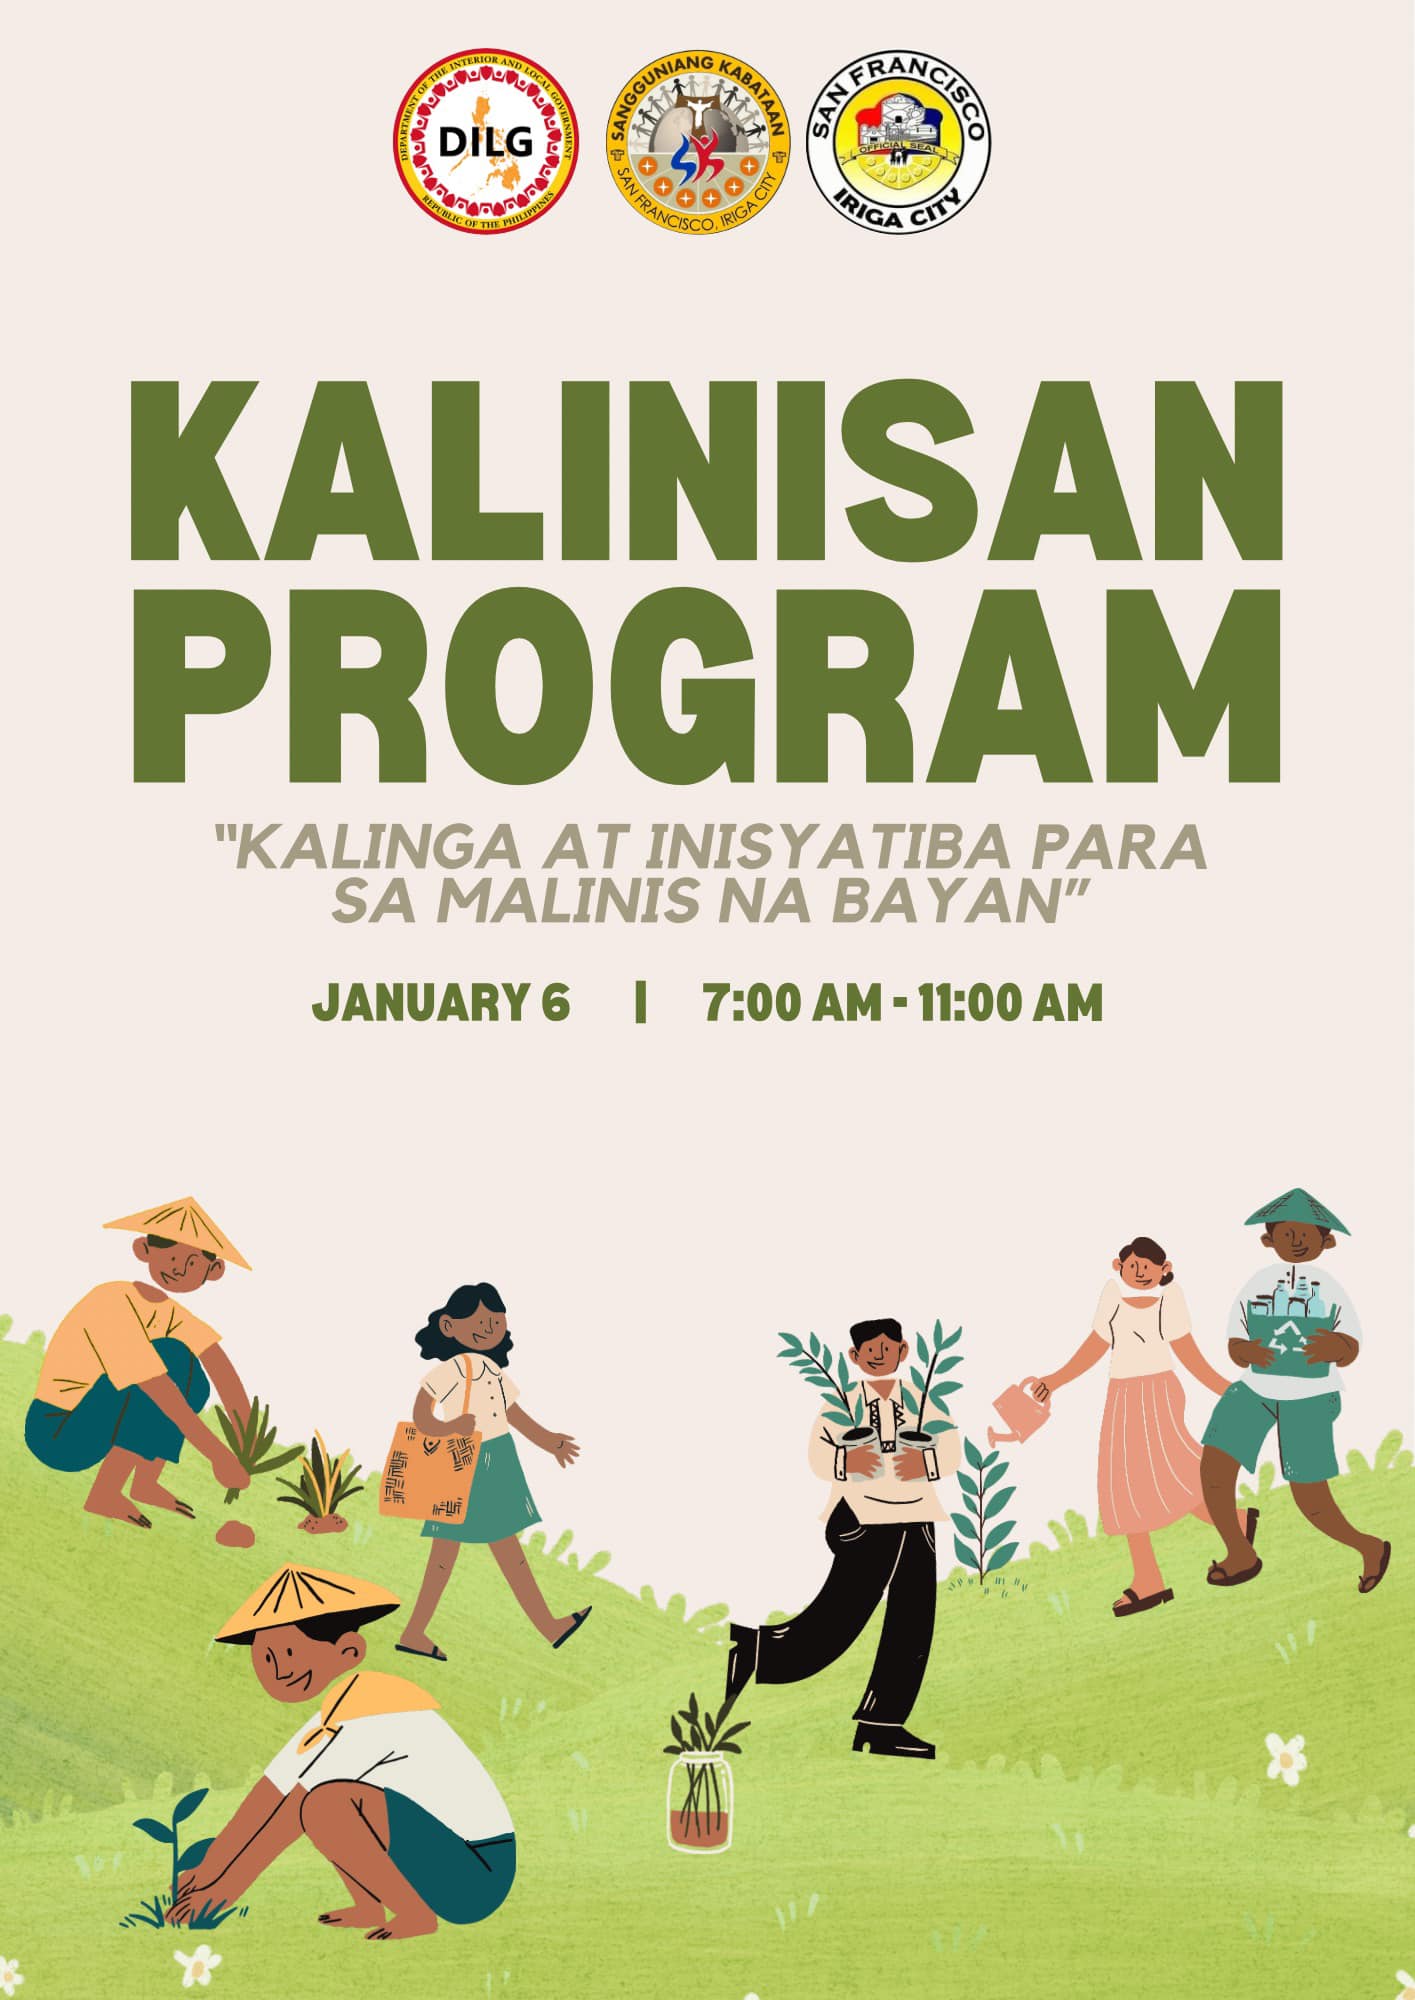 DEPARTMENT OF THE INTERIOR AND LOCAL GOVERNMENT
DILG
REPUBLIC OF THE PHILIPPINES
SANGGUNIANG KABATAAN
SK
SAN FRANCISCO, IRIGA CITY
SAN FRANCISCO
OFFICIAL SEAL
IRIGA CITY
KALINISAN
PROGRAM
“KALINGA AT INISYATIBA PARA
SA MALINIS NA BAYAN”
JANUARY 6 | 7:00 AM - 11:00 AM